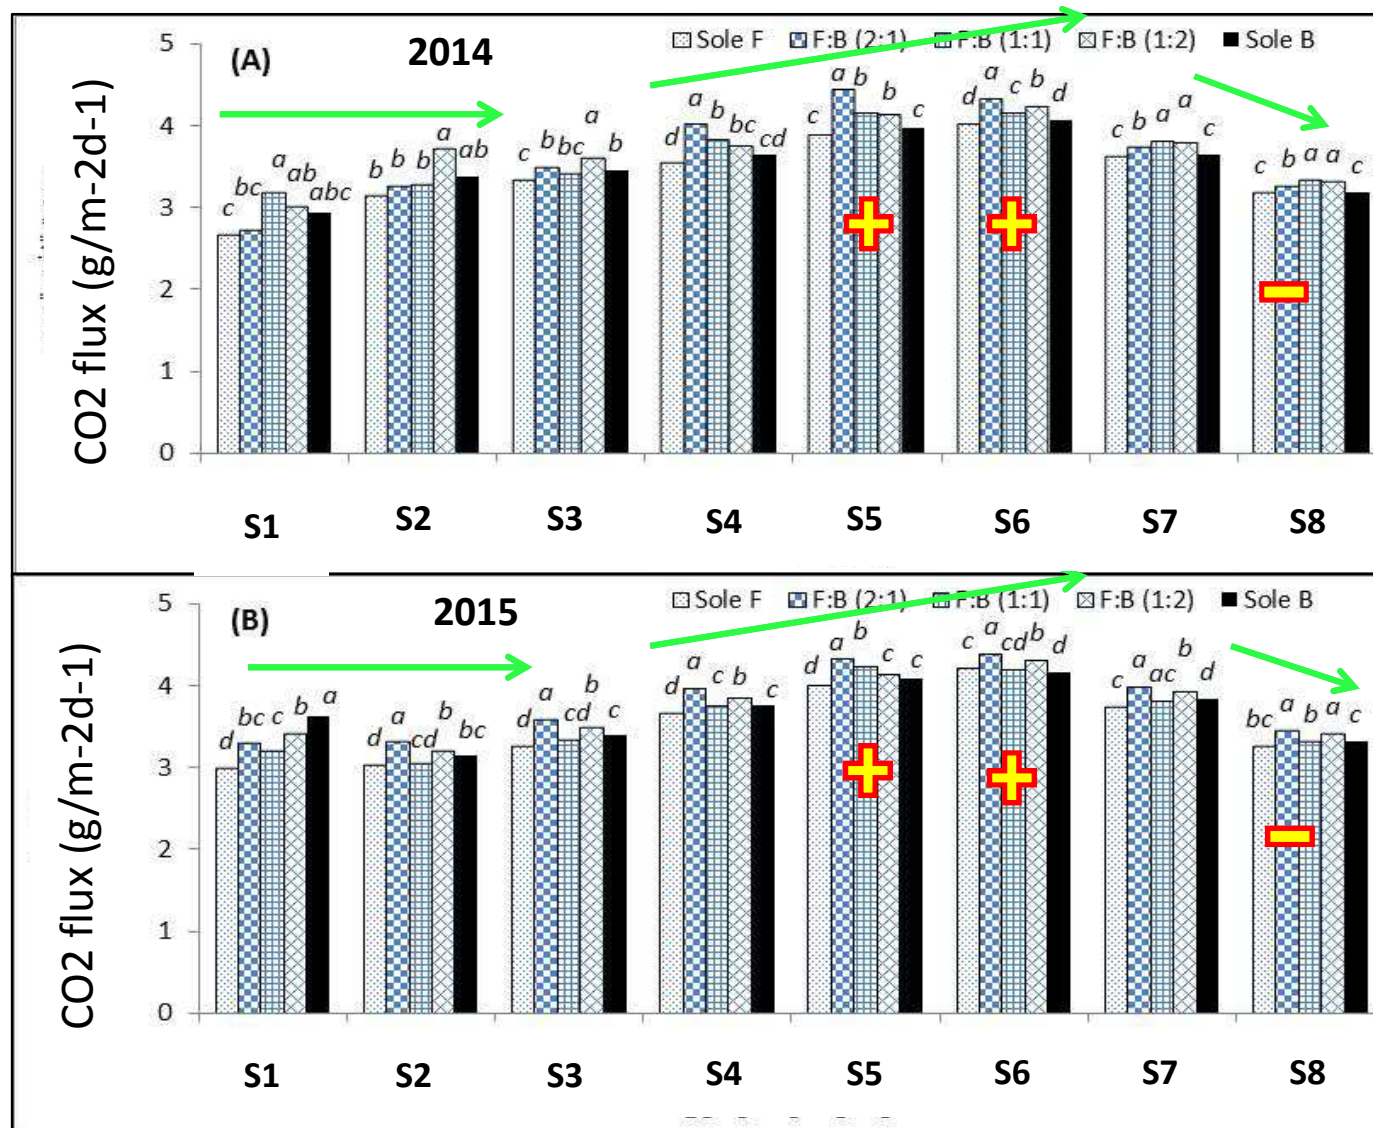 (A) 2014 Sole F F:B (2:1) F:B (1:1) F:B (1:2) Sole B
CO2 flux (g/m-2d-1)
5
4
3
2
1
0
c bc a ab abc
b b b a ab
c b bc a b
d a b bc cd
c a b b c
d a c b d
c b a a c
c b a a c
S1 S2 S3 S4 S5 S6 S7 S8
(B) 2015 Sole F F:B (2:1) F:B (1:1) F:B (1:2) Sole B
CO2 flux (g/m-2d-1)
5
4
3
2
1
0
d bc c b a
d a cd b bc
d a cd b c
d a c b c
d a b c c
c a cd b d
c a ac b d
bc a b a c
S1 S2 S3 S4 S5 S6 S7 S8